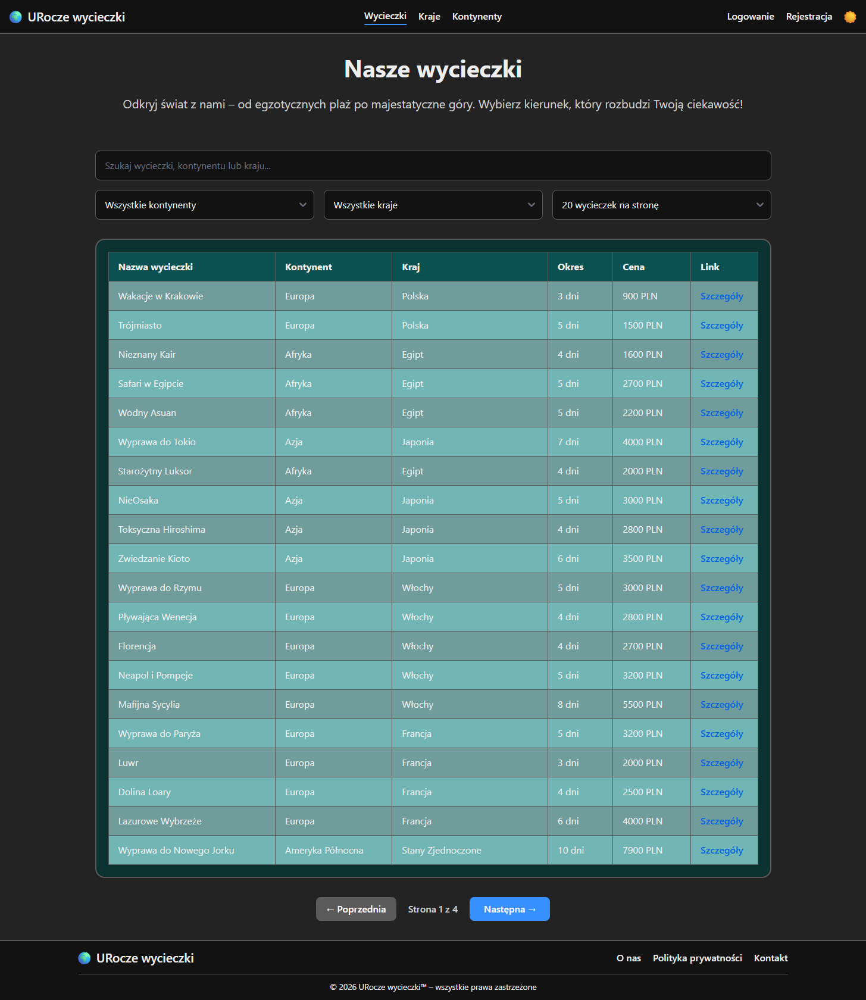 URocze wycieczki Wycieczki Kraje Kontynenty Logowanie Rejestracja
Nasze wycieczki
Odkryj świat z nami – od egzotycznych plaż po majestatyczne góry. Wybierz kierunek, który rozbudzi Twoją ciekawość!
Szukaj wycieczki, kontynentu lub kraju...
Wszystkie kontynenty Wszystkie kraje 20 wycieczek na stronę
Nazwa wycieczki Kontynent Kraj Okres Cena Link
Wakacje w Krakowie Europa Polska 3 dni 900 PLN Szczegóły
Trójmiasto Europa Polska 5 dni 1500 PLN Szczegóły
Nieznany Kair Afryka Egipt 4 dni 1600 PLN Szczegóły
Safari w Egipcie Afryka Egipt 5 dni 2700 PLN Szczegóły
Wodny Asuan Afryka Egipt 5 dni 2200 PLN Szczegóły
Wyprawa do Tokio Azja Japonia 7 dni 4000 PLN Szczegóły
Starożytny Luksor Afryka Egipt 4 dni 2000 PLN Szczegóły
NieOsaka Azja Japonia 5 dni 3000 PLN Szczegóły
Toksyczna Hiroshima Azja Japonia 4 dni 2800 PLN Szczegóły
Zwiedzanie Kioto Azja Japonia 6 dni 3500 PLN Szczegóły
Wyprawa do Rzymu Europa Włochy 5 dni 3000 PLN Szczegóły
Pływająca Wenecja Europa Włochy 4 dni 2800 PLN Szczegóły
Florencja Europa Włochy 4 dni 2700 PLN Szczegóły
Neapol i Pompeje Europa Włochy 5 dni 3200 PLN Szczegóły
Mafijna Sycylia Europa Włochy 8 dni 5500 PLN Szczegóły
Wyprawa do Paryża Europa Francja 5 dni 3200 PLN Szczegóły
Luwr Europa Francja 3 dni 2000 PLN Szczegóły
Dolina Loary Europa Francja 4 dni 2500 PLN Szczegóły
Lazurowe Wybrzeże Europa Francja 6 dni 4000 PLN Szczegóły
Wyprawa do Nowego Jorku Ameryka Północna Stany Zjednoczone 10 dni 7900 PLN Szczegóły
← Poprzednia Strona 1 z 4 Następna →
URocze wycieczki O nas Polityka prywatności Kontakt
© 2026 URocze wycieczki™ – wszystkie prawa zastrzeżone